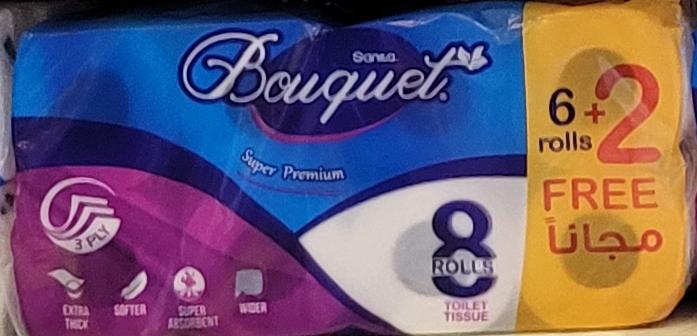 Sanita
Bouquet
Super Premium
3 PLY
EXTRA
THICK
SOFTER
SUPER
ABSORBENT
WIDER
8
ROLLS
TOILET
TISSUE
6
rolls
+2
FREE
مجاناً